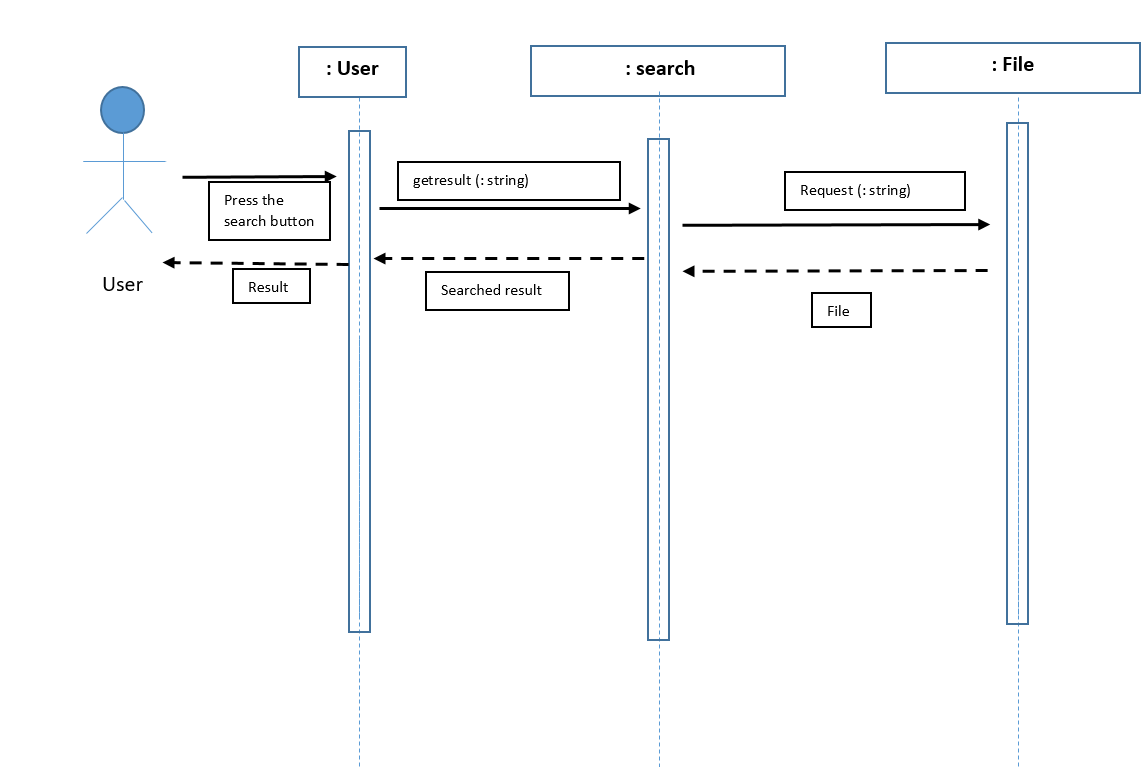 : User
: search
: File
getresult (: string)
Request (: string)
Press the
search button
User
Result
Searched result
File